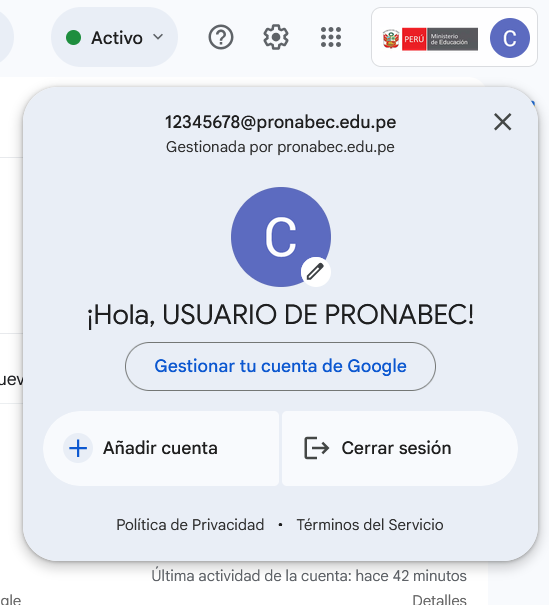 Activo
PERÚ
Ministerio
de Educación
C
12345678@pronabec.edu.pe
Gestionada por pronabec.edu.pe
C
¡Hola, USUARIO DE PRONABEC!
Gestionar tu cuenta de Google
uev
Añadir cuenta
Cerrar sesión
Política de Privacidad • Términos del Servicio
Última actividad de la cuenta: hace 42 minutos
gle
Detalles